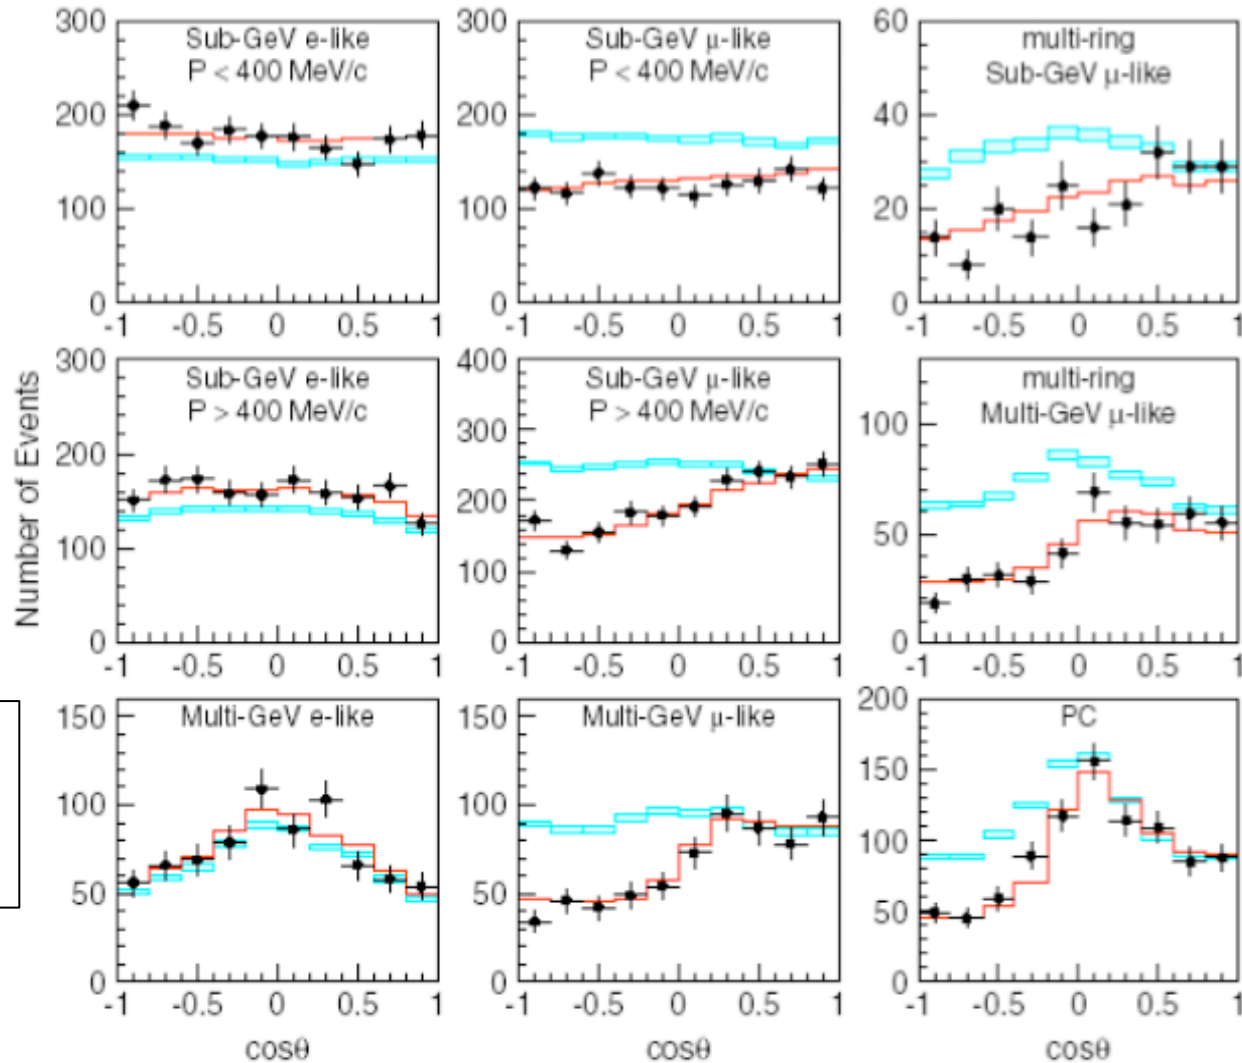 Number of Events
300
200
100
0
Sub-GeV e-like
P < 400 MeV/c
-1 -0.5 0 0.5 1
300
200
100
0
Sub-GeV μ-like
P < 400 MeV/c
-1 -0.5 0 0.5 1
60
40
20
0
multi-ring
Sub-GeV μ-like
-1 -0.5 0 0.5 1
300
200
100
0
Sub-GeV e-like
P > 400 MeV/c
-1 -0.5 0 0.5 1
400
300
200
100
0
Sub-GeV μ-like
P > 400 MeV/c
-1 -0.5 0 0.5 1
100
50
0
multi-ring
Multi-GeV μ-like
-1 -0.5 0 0.5 1
150
100
50
0
Multi-GeV e-like
-1 -0.5 0 0.5 1
cosθ
150
100
50
0
Multi-GeV μ-like
-1 -0.5 0 0.5 1
cosθ
200
150
100
50
0
PC
-1 -0.5 0 0.5 1
cosθ